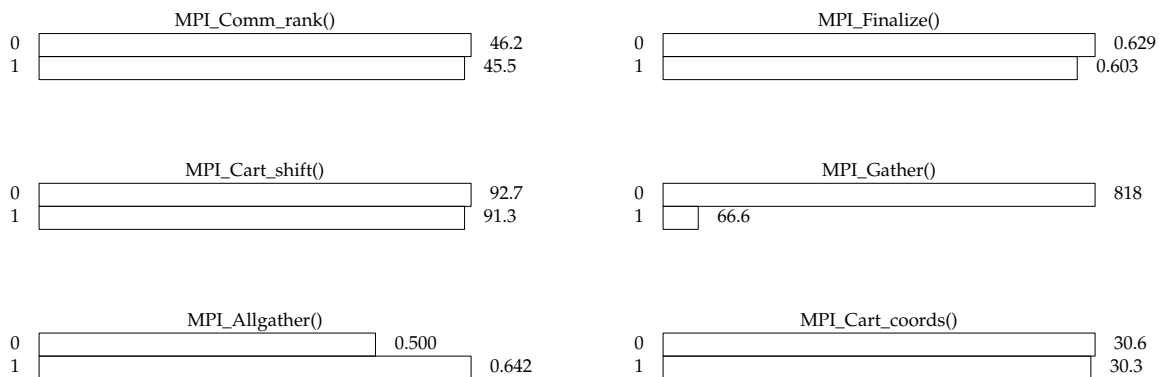 MPI_Comm_rank()
0 46.2
1 45.5
MPI_Finalize()
0 0.629
1 0.603
MPI_Cart_shift()
0 92.7
1 91.3
MPI_Gather()
0 818
1 66.6
MPI_Allgather()
0 0.500
1 0.642
MPI_Cart_coords()
0 30.6
1 30.3